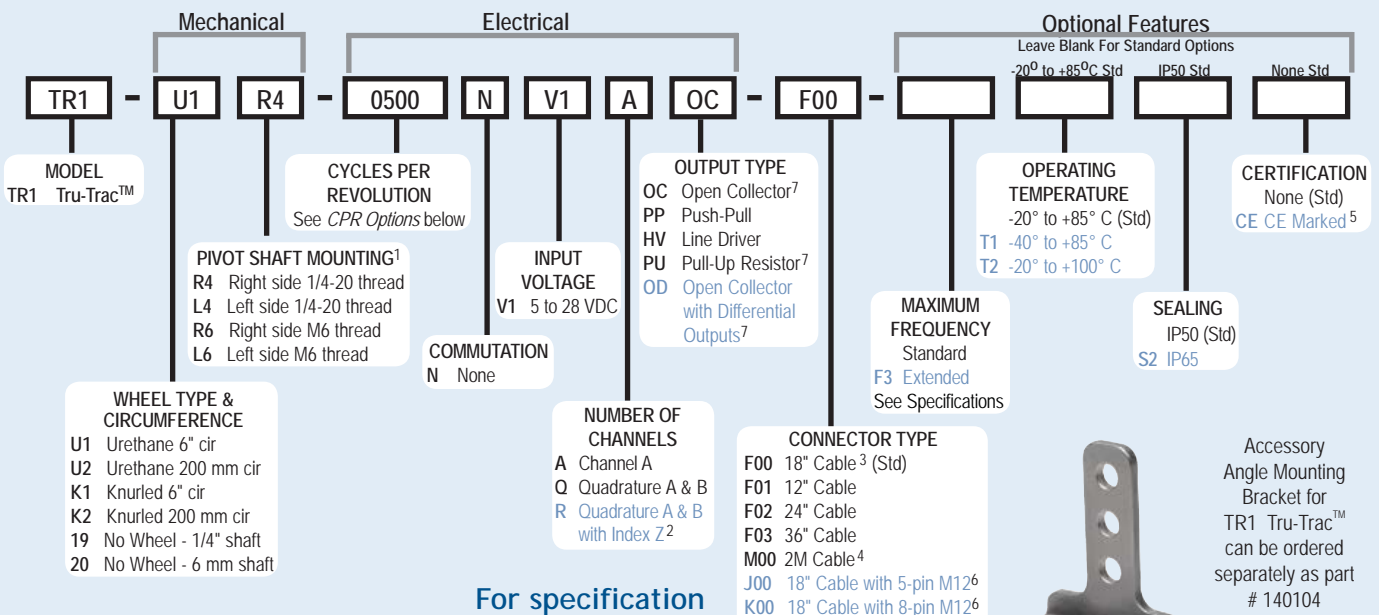 Mechanical
Electrical
Optional Features
Leave Blank For Standard Options
-20⁰ to +85⁰C Std
IP50 Std
None Std
TR1 - U1 R4 - 0500 N V1 A OC - F00 -
MODEL
TR1 Tru-Trac™
CYCLES PER
REVOLUTION
See CPR Options below
OUTPUT TYPE
OC Open Collector⁷
PP Push-Pull
HV Line Driver
PU Pull-Up Resistor⁷
OD Open Collector
with Differential
Outputs⁷
OPERATING
TEMPERATURE
-20° to +85° C (Std)
T1 -40° to +85° C
T2 -20° to +100° C
CERTIFICATION
None (Std)
CE CE Marked⁵
PIVOT SHAFT MOUNTING¹
R4 Right side 1/4-20 thread
L4 Left side 1/4-20 thread
R6 Right side M6 thread
L6 Left side M6 thread
INPUT
VOLTAGE
V1 5 to 28 VDC
MAXIMUM
FREQUENCY
Standard
F3 Extended
See Specifications
SEALING
IP50 (Std)
S2 IP65
COMMUTATION
N None
WHEEL TYPE &
CIRCUMFERENCE
U1 Urethane 6" cir
U2 Urethane 200 mm cir
K1 Knurled 6" cir
K2 Knurled 200 mm cir
19 No Wheel - 1/4" shaft
20 No Wheel - 6 mm shaft
NUMBER OF
CHANNELS
A Channel A
Q Quadrature A & B
R Quadrature A & B
with Index Z²
CONNECTOR TYPE
F00 18" Cable³ (Std)
F01 12" Cable
F02 24" Cable
F03 36" Cable
M00 2M Cable⁴
J00 18" Cable with 5-pin M12⁶
K00 18" Cable with 8-pin M12⁶
Accessory
Angle Mounting
Bracket for
TR1 Tru-Trac™
can be ordered
separately as part
# 140104
For specification